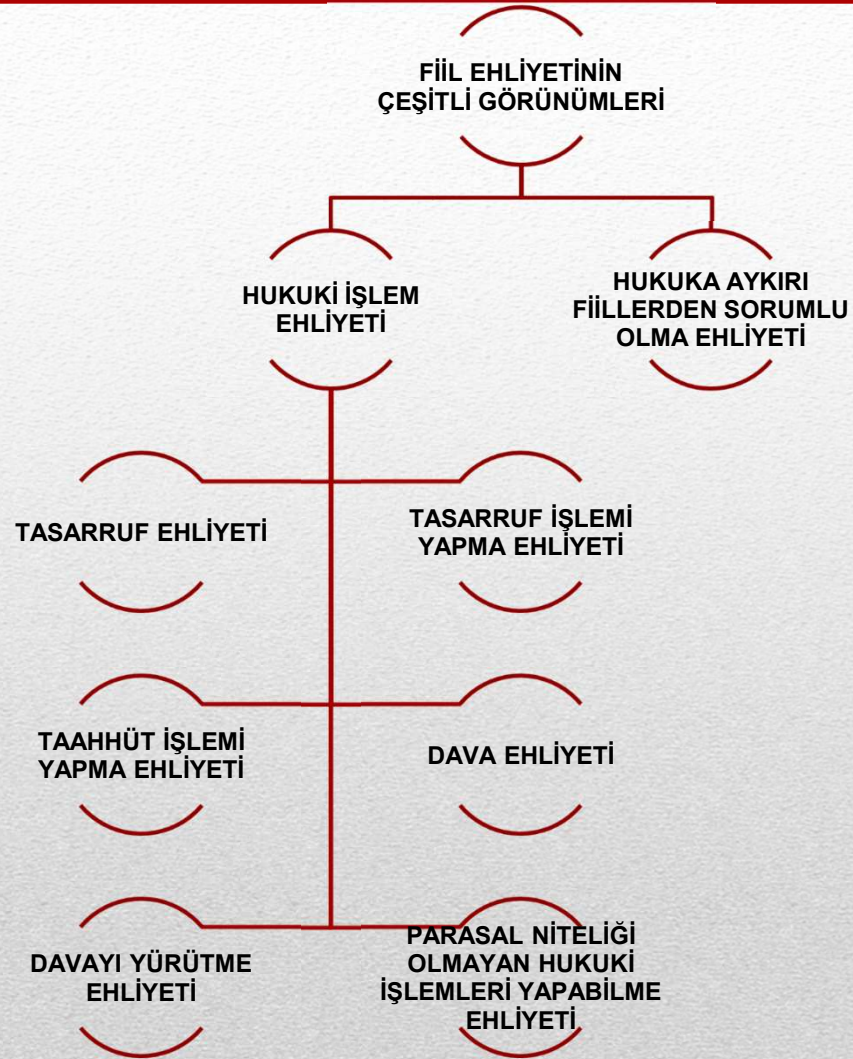 FİİL EHLİYETİNİN
ÇEŞİTLİ GÖRÜNÜMLERİ
HUKUKİ İŞLEM
EHLİYETİ
HUKUKA AYKIRI
FİİLLERDEN SORUMLU
OLMA EHLİYETİ
TASARRUF EHLİYETİ
TASARRUF İŞLEMİ
YAPMA EHLİYETİ
TAAHHÜT İŞLEMİ
YAPMA EHLİYETİ
DAVA EHLİYETİ
DAVAYI YÜRÜTME
EHLİYETİ
PARASAL NİTELİĞİ
OLMAYAN HUKUKİ
İŞLEMLERİ YAPABİLME
EHLİYETİ